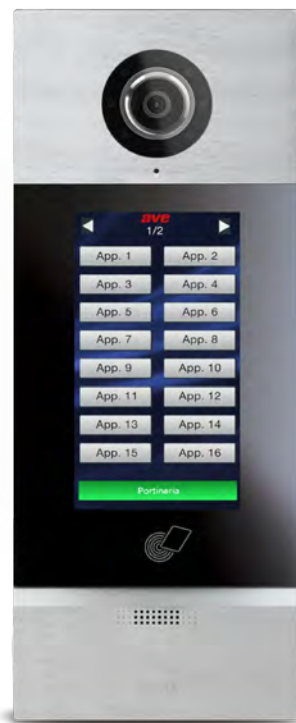 ave
1/2
App. 1 App. 2
App. 3 App. 4
App. 5 App. 6
App. 7 App. 8
App. 9 App. 10
App. 11 App. 12
App. 13 App. 14
App. 15 App. 16
Portineria